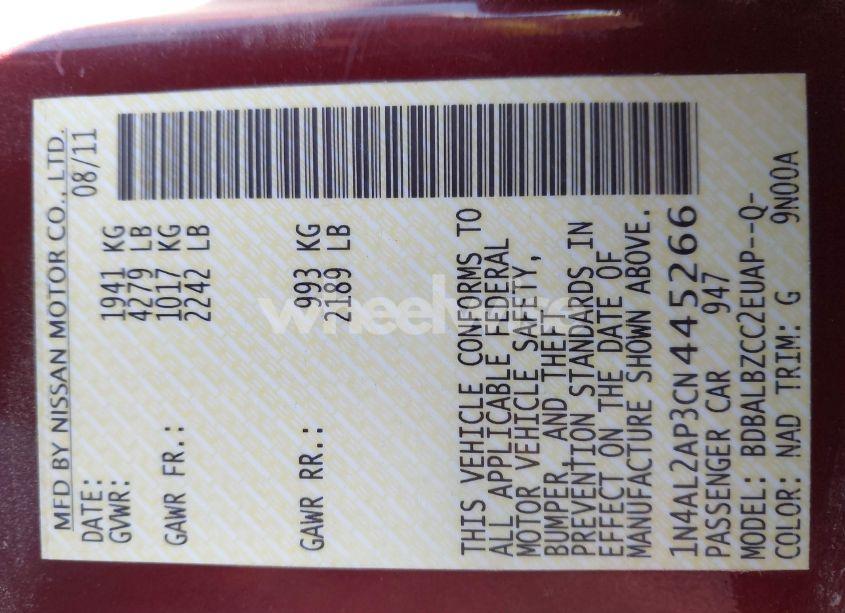 MFD BY NISSAN MOTOR CO., LTD.
DATE: 08/11
GVWR: 1941 KG
4279 LB
GAWR FR.: 1017 KG
2242 LB
GAWR RR.: 993 KG
2189 LB
THIS VEHICLE CONFORMS TO
ALL APPLICABLE FEDERAL
MOTOR VEHICLE SAFETY,
BUMPER, AND THEFT
PREVENTION STANDARDS IN
EFFECT ON THE DATE OF
MANUFACTURE SHOWN ABOVE.
1N4AL2AP3CN445266
PASSENGER CAR 947
MODEL: BDBALBZCC2EUAP--Q-
COLOR: NAD TRIM: G 9N00A